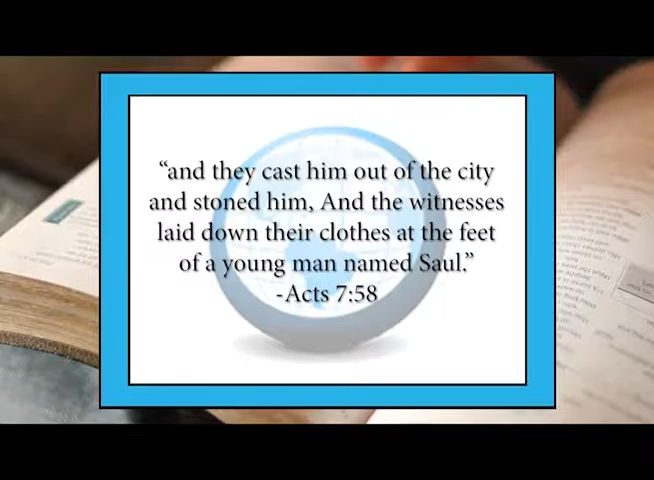 “and they cast him out of the city
and stoned him, And the witnesses
laid down their clothes at the feet
of a young man named Saul.”
-Acts 7:58